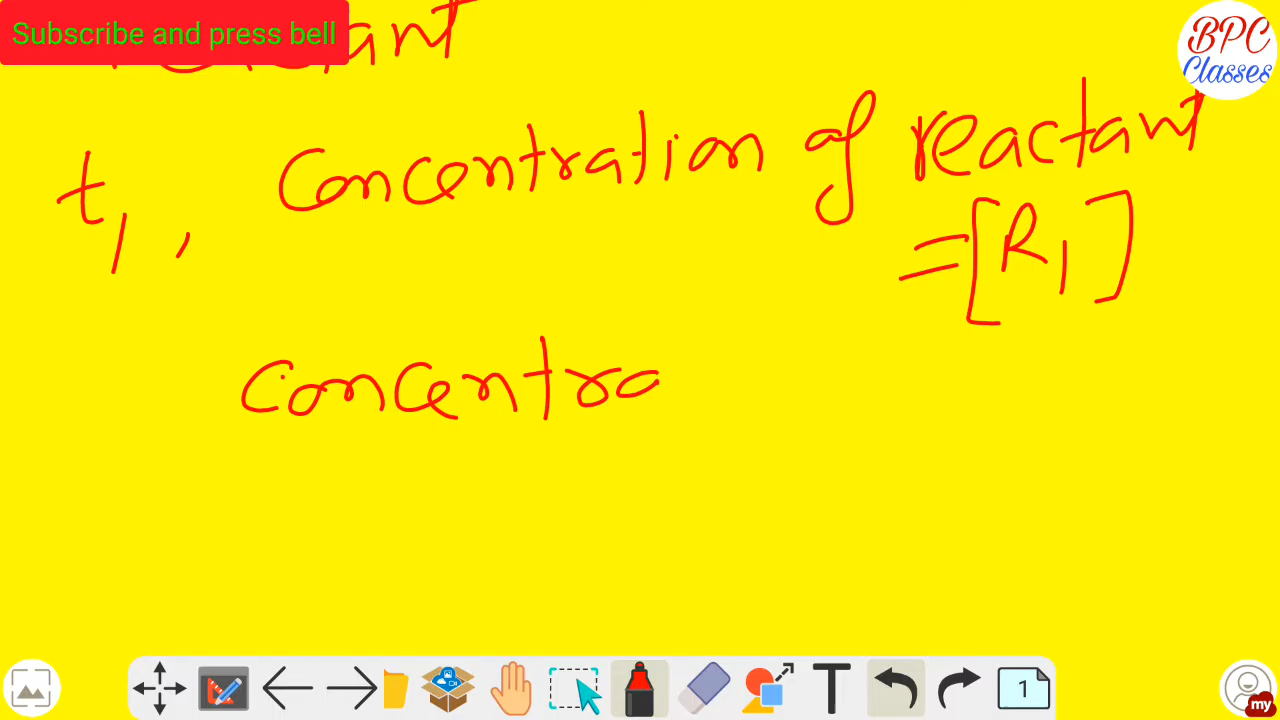 Subscribe and press bell
BPC
Classes
t₁, Concentration of reactant
=[R₁]
Concentra
T
1
my